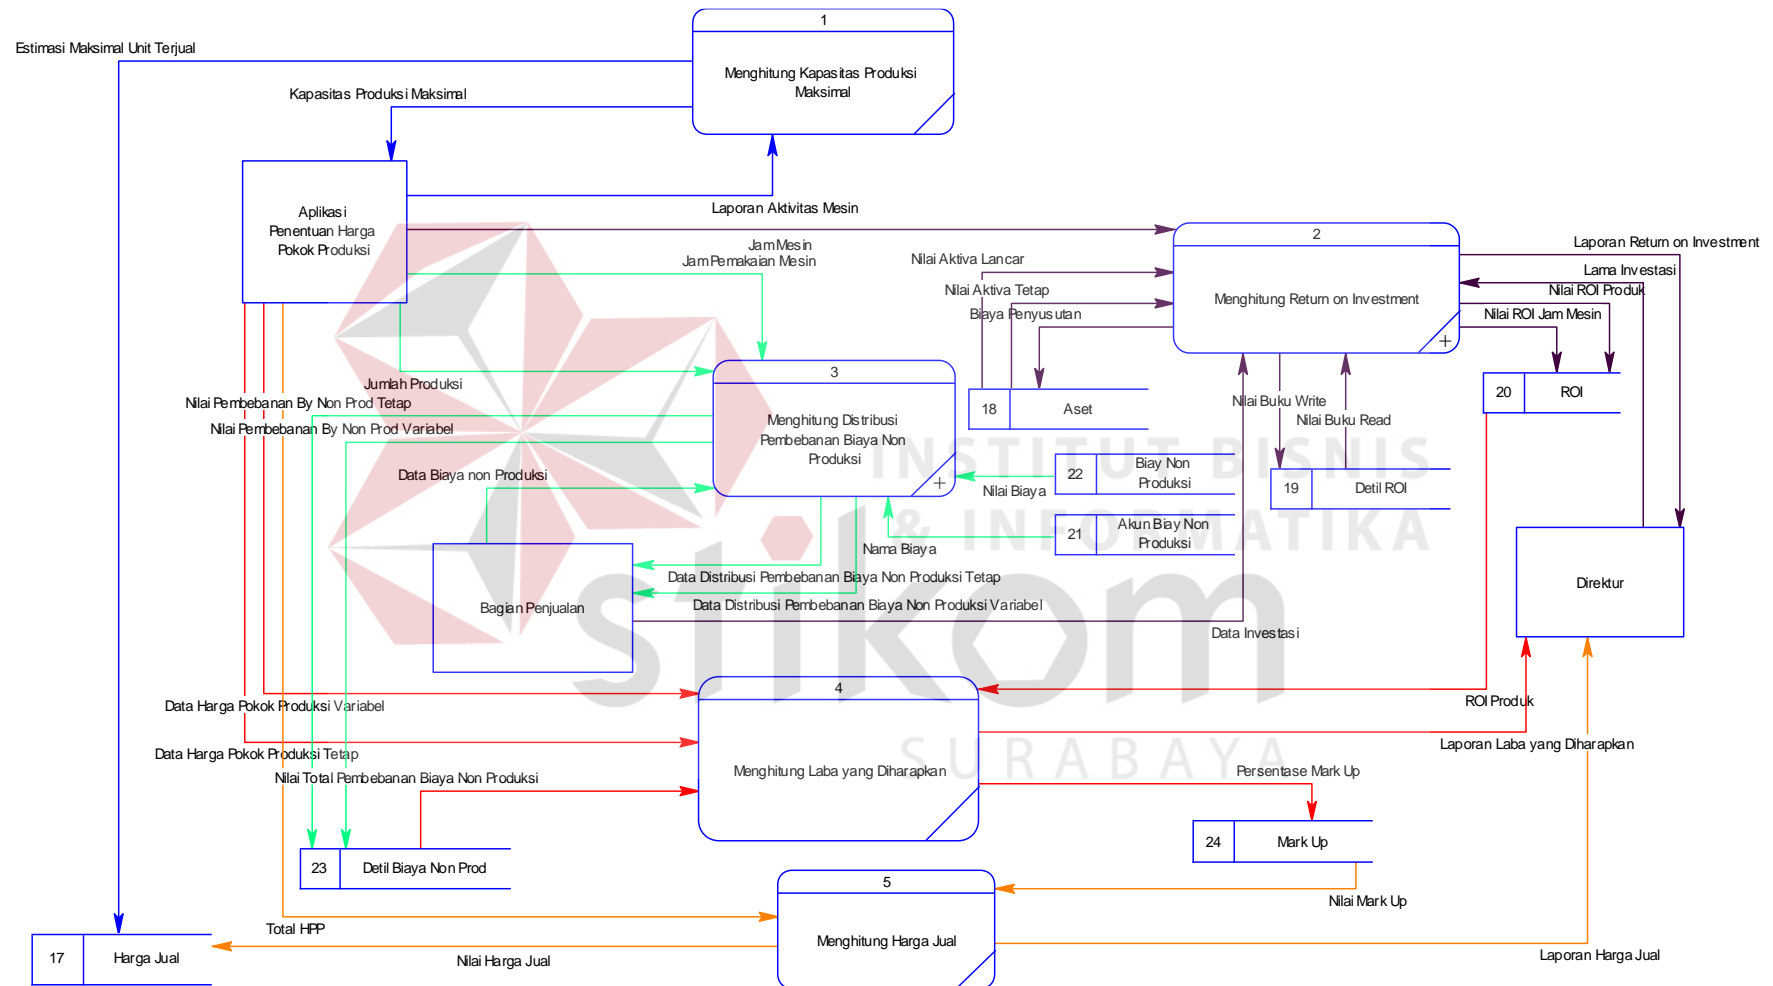 1
Menghitung Kapasitas Produksi
Maksimal
Estimasi Maksimal Unit Terjual
Kapasitas Produksi Maksimal
Aplikasi
Penentuan Harga
Pokok Produksi
Laporan Aktivitas Mesin
Jam Mesin
Jam Pemakaian Mesin
2
Menghitung Return on Investment
+
Laporan Return on Investment
Lama Investasi
Nilai ROI Produk
Nilai ROI Jam Mesin
Nilai Aktiva Lancar
Nilai Aktiva Tetap
Biaya Penyusutan
3
Menghitung Distribusi
Pembebanan Biaya Non
Produksi
+
Jumlah Produksi
Nilai Pembebanan By Non Prod Tetap
Nilai Pembebanan By Non Prod Variabel
Data Biaya non Produksi
18
Aset
20
ROI
Nilai Buku Write
Nilai Buku Read
INSTITUT BISNIS
& INFORMATIKA
stikom
SURABAYA
22
Biay Non
Produksi
Nilai Biaya
19
Detil ROI
21
Akun Biay Non
Produksi
Nama Biaya
Data Distribusi Pembebanan Biaya Non Produksi Tetap
Data Distribusi Pembebanan Biaya Non Produksi Variabel
Bagian Penjualan
Direktur
Data Investasi
4
Menghitung Laba yang Diharapkan
Data Harga Pokok Produksi Variabel
Data Harga Pokok Produksi Tetap
Nilai Total Pembebanan Biaya Non Produksi
ROI Produk
Laporan Laba yang Diharapkan
Persentase Mark Up
24
Mark Up
23
Detil Biaya Non Prod
5
Menghitung Harga Jual
Nilai Mark Up
Total HPP
Nilai Harga Jual
Laporan Harga Jual
17
Harga Jual